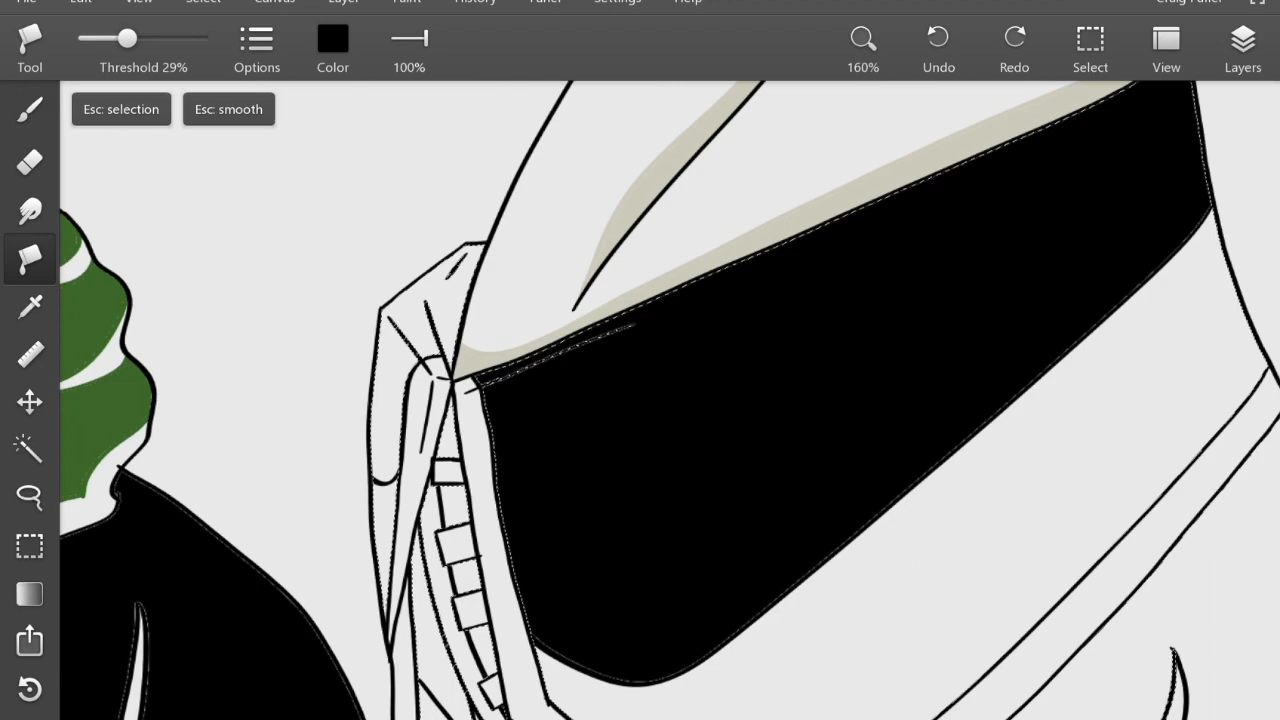 File Edit View Select Canvas Layer Paint History Panel Settings Help Craig Fuller
Tool Threshold 29% Options Color 100% 160% Undo Redo Select View Layers
Esc: selection Esc: smooth